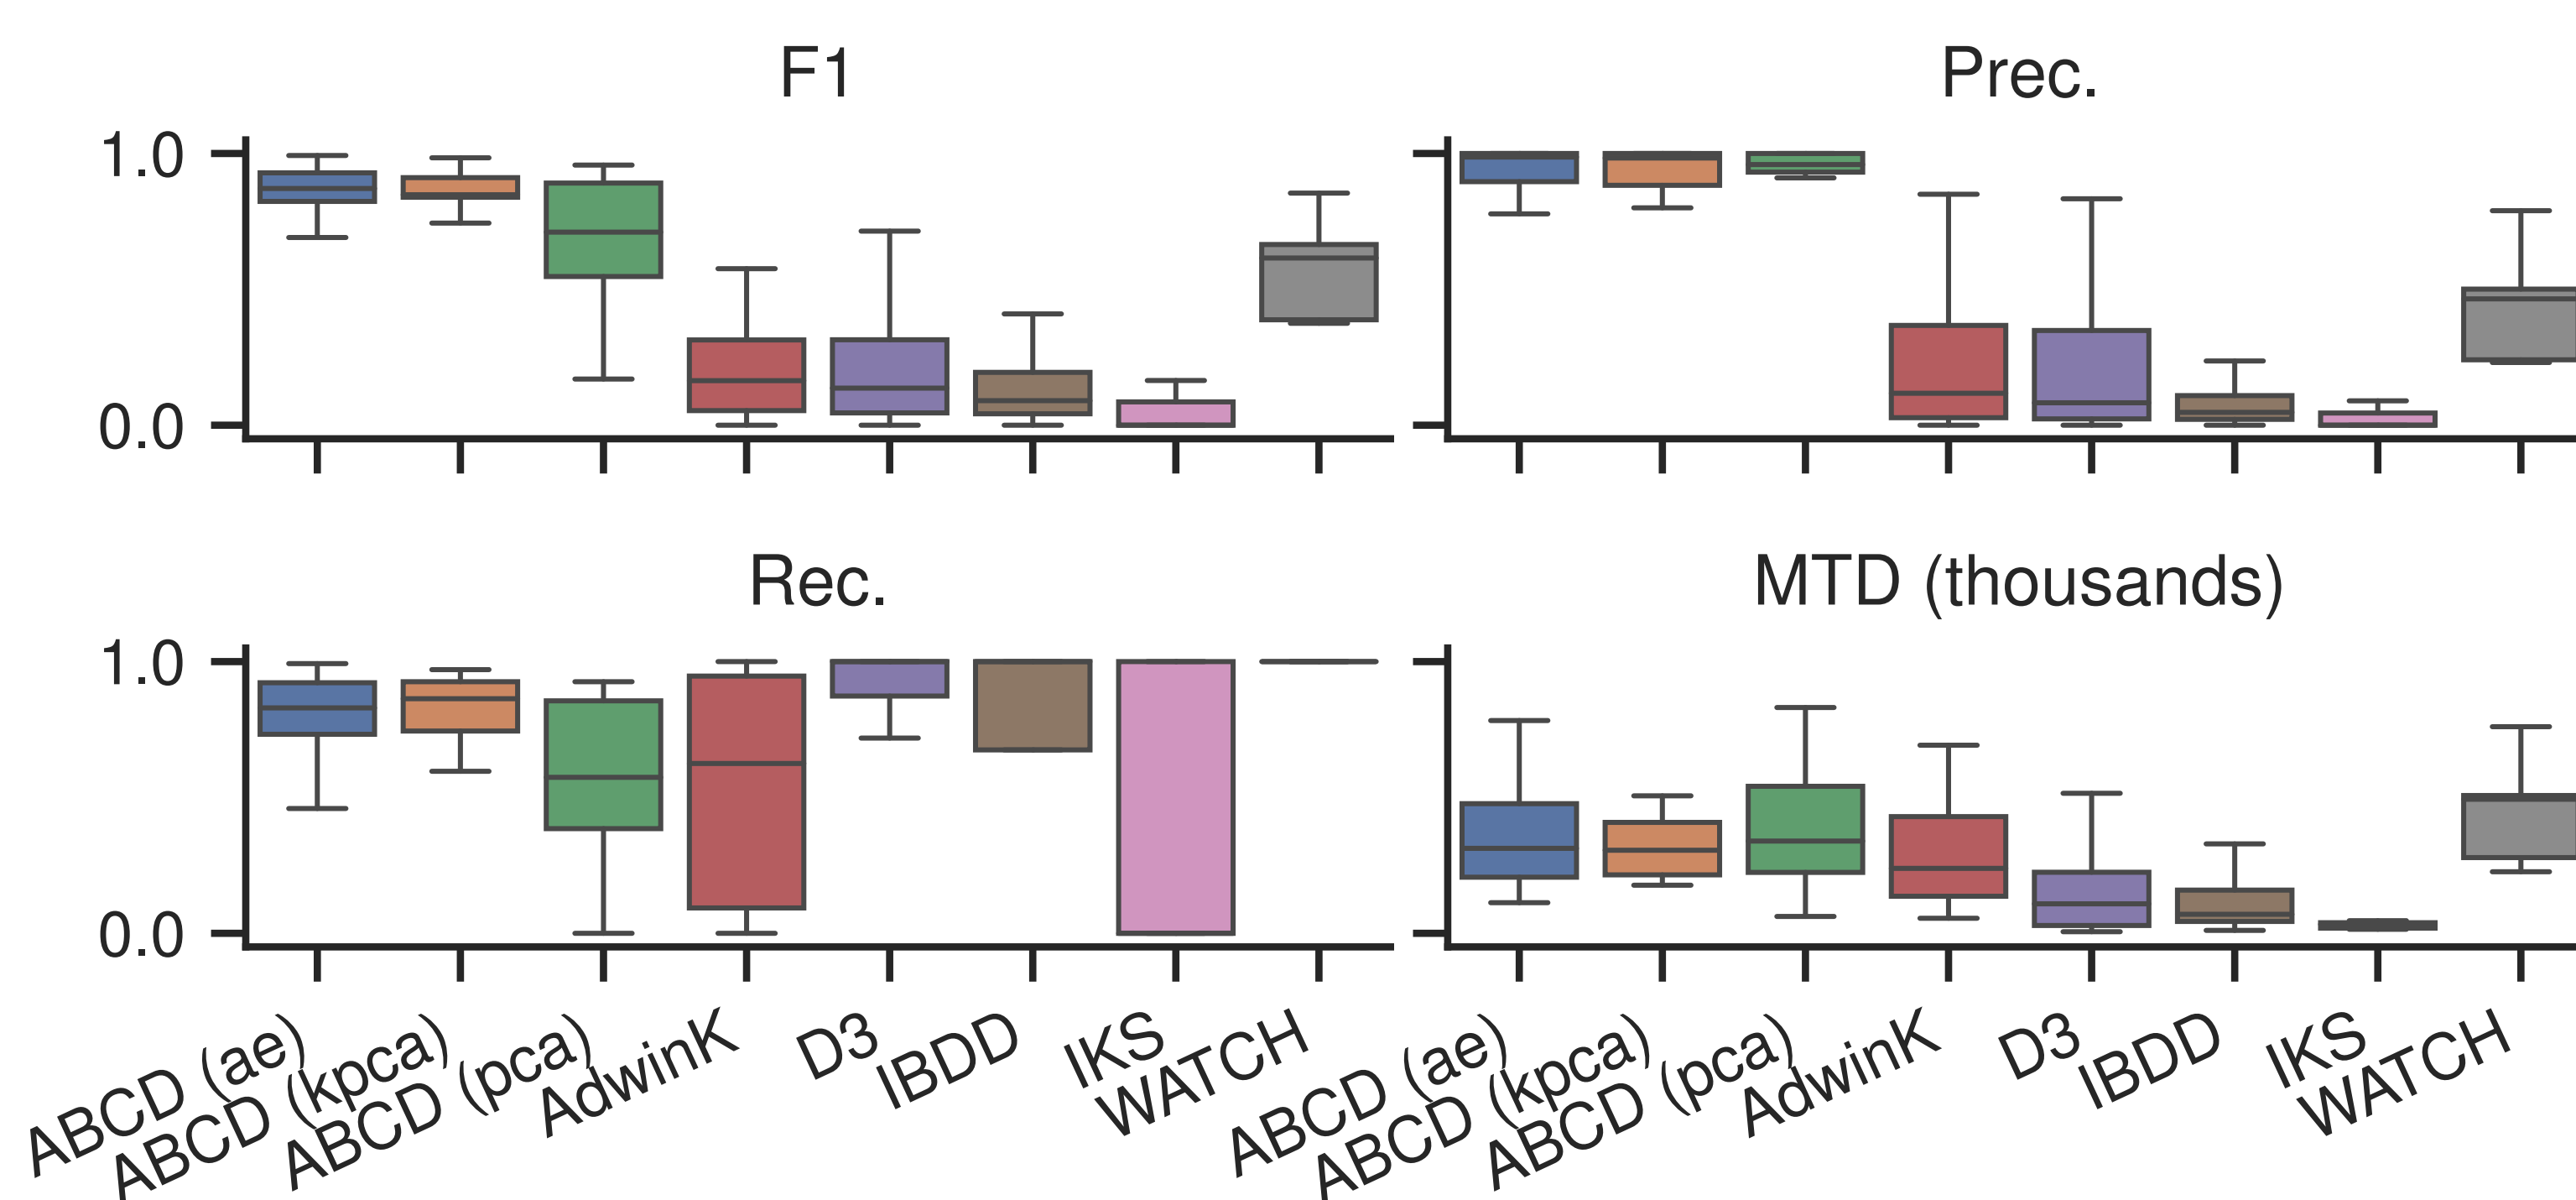 F1
Prec.
1.0
0.0
Rec.
MTD (thousands)
1.0
0.0
ABCD (ae)
ABCD (kpca)
ABCD (pca)
AdwinK
D3
IBDD
IKS
WATCH
ABCD (ae)
ABCD (kpca)
ABCD (pca)
AdwinK
D3
IBDD
IKS
WATCH